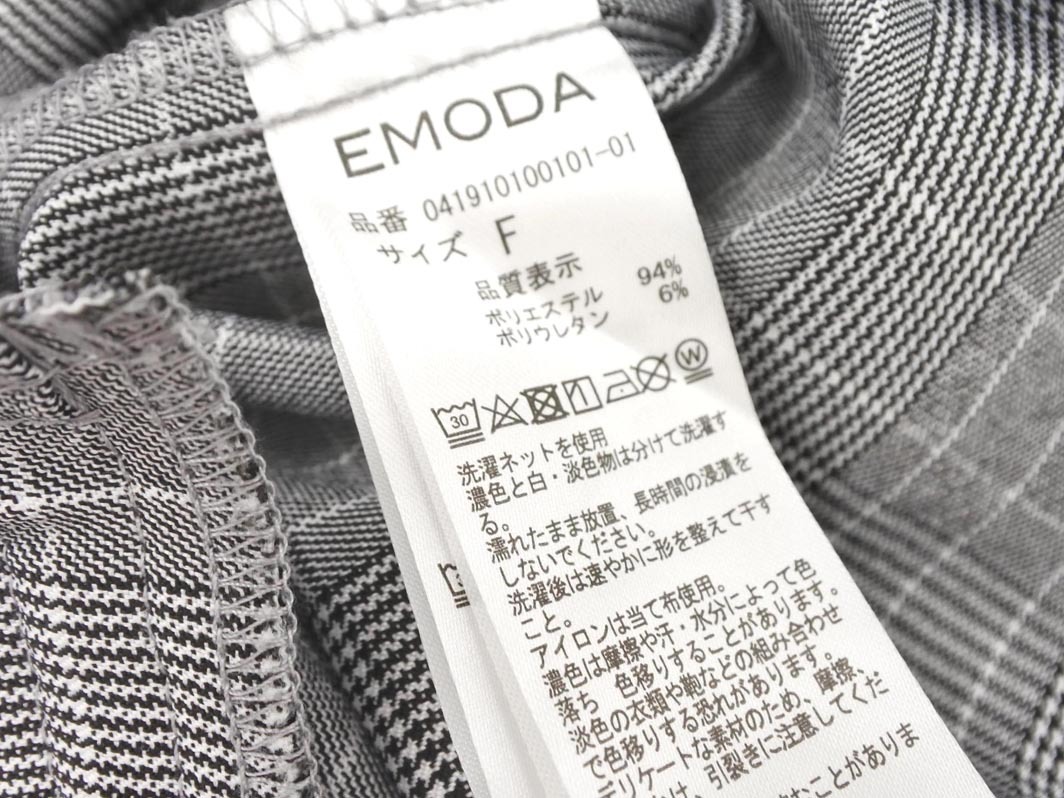 EMODA
品番 041910100101-01
サイズ F
品質表示
ポリエステル 94%
ポリウレタン 6%
30 W
洗濯ネットを使用
濃色と白・淡色物は分けて洗濯す
る。
濡れたまま放置、長時間の浸漬を
しないでください。
洗濯後は速やかに形を整えて干す
こと。
アイロンは当て布使用。
濃色は摩擦や汗・水分によって色
落ち 色移りすることがあります。
淡色の衣類や鞄などの組み合わせ
で色移りする恐れがあります。
デリケートな素材のため、摩擦、
引裂きに注意してくだ
むことがありま